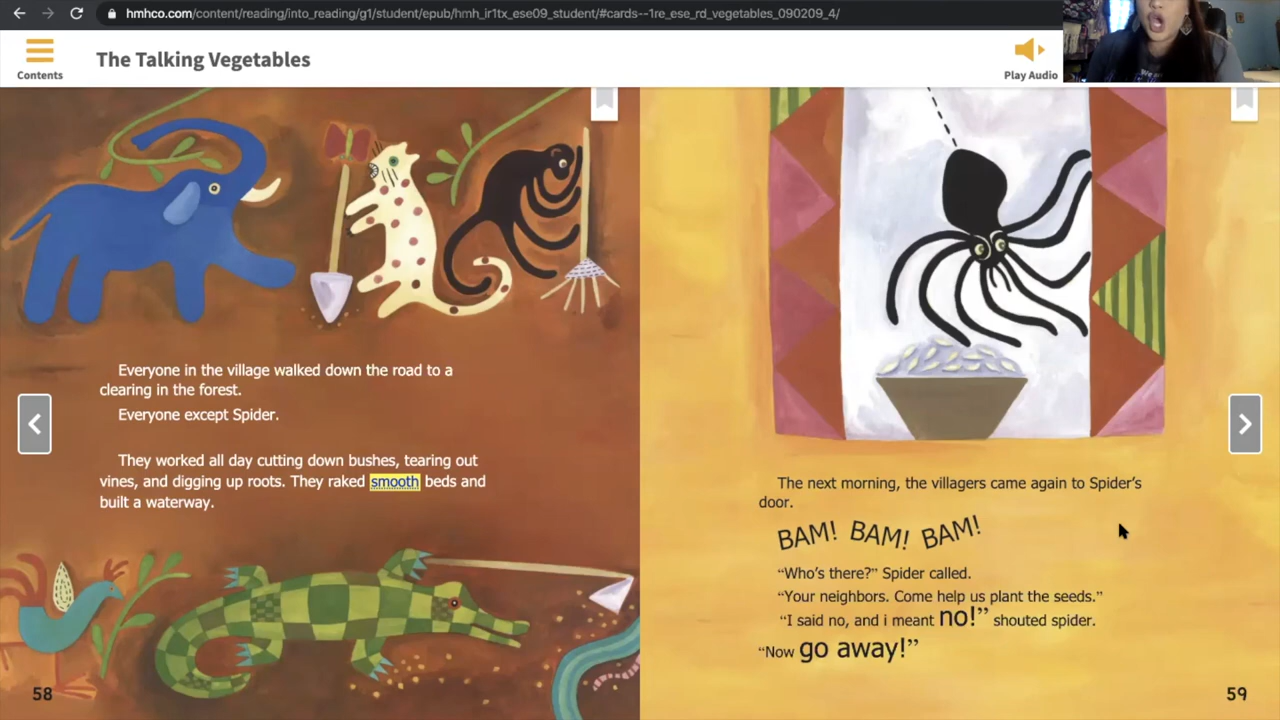 hmhco.com/content/reading/into_reading/g1/student/epub/hmh_ir1tx_ese09_student/#cards--1re_ese_rd_vegetables_090209_4/
Contents
The Talking Vegetables
Play Audio
Everyone in the village walked down the road to a
clearing in the forest.
Everyone except Spider.
They worked all day cutting down bushes, tearing out
vines, and digging up roots. They raked smooth beds and
built a waterway.
58
The next morning, the villagers came again to Spider's
door.
BAM! BAM! BAM!
“Who's there?” Spider called.
“Your neighbors. Come help us plant the seeds.”
“I said no, and i meant no!” shouted spider.
“Now go away!”
59